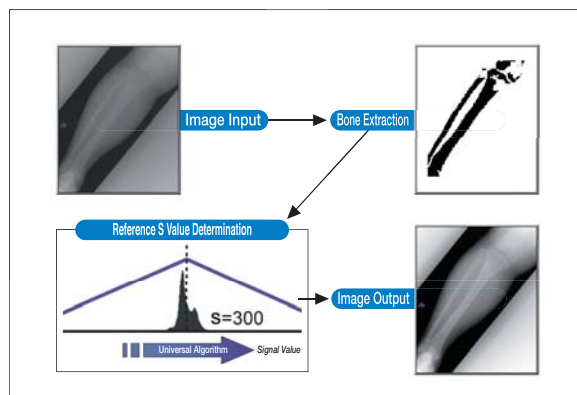 Image Input
Bone Extraction
Reference S Value Determination
S=300
Universal Algorithm
Signal Value
Image Output